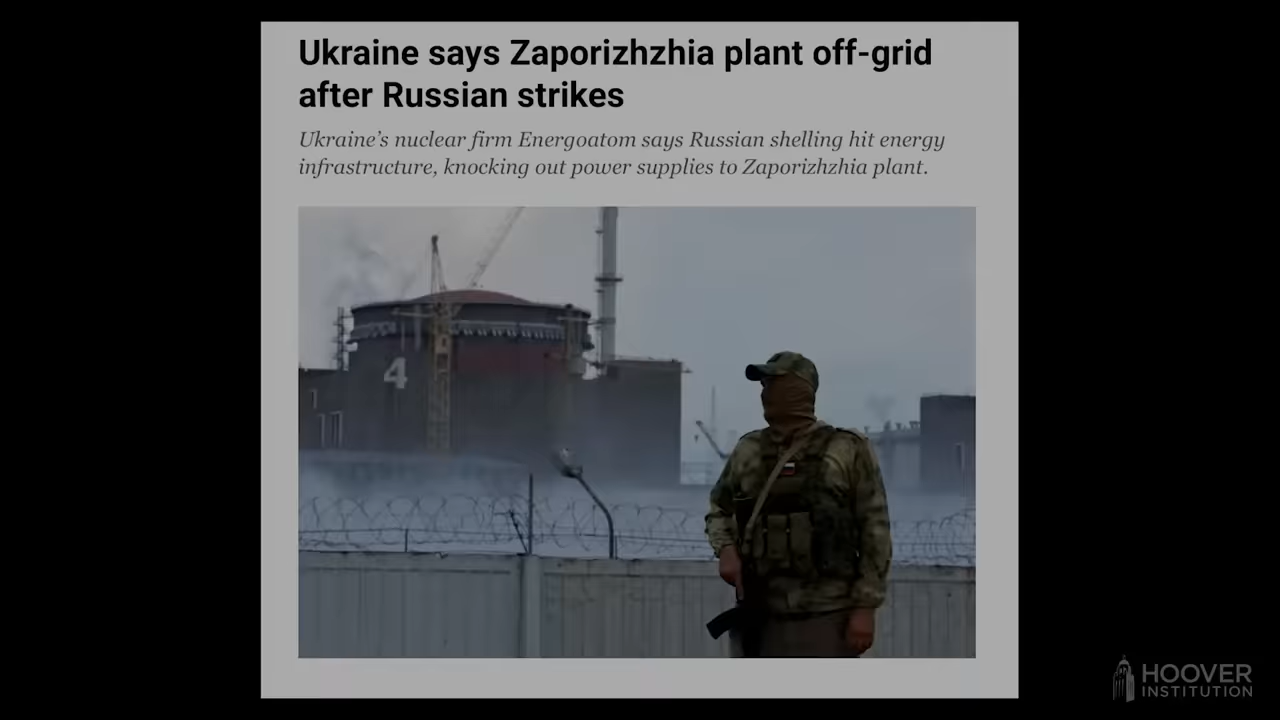 Ukraine says Zaporizhzhia plant off-grid
after Russian strikes
Ukraine’s nuclear firm Energoatom says Russian shelling hit energy
infrastructure, knocking out power supplies to Zaporizhzhia plant.
4
HOOVER
INSTITUTION